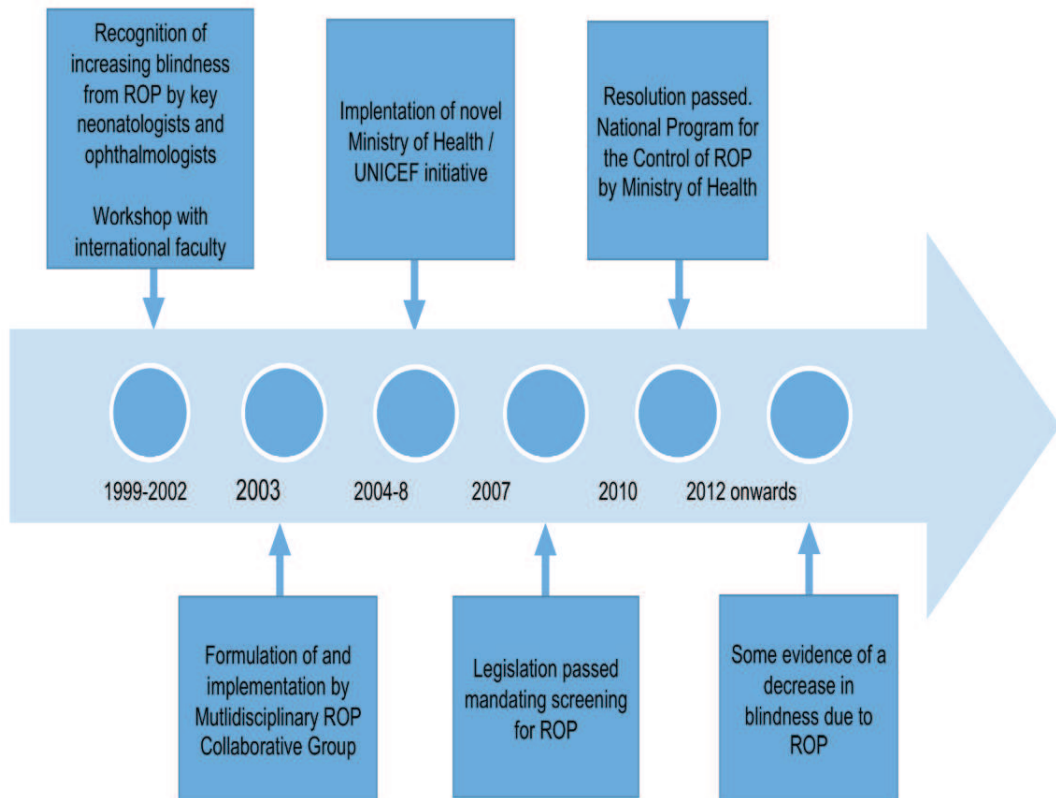 Recognition of
increasing blindness
from ROP by key
neonatologists and
ophthalmologists
Workshop with
international faculty
Implentation of novel
Ministry of Health /
UNICEF initiative
Resolution passed.
National Program for
the Control of ROP
by Ministry of Health
1999-2002
2003
2004-8
2007
2010
2012 onwards
Formulation of and
implementation by
Mutlidisciplinary ROP
Collaborative Group
Legislation passed
mandating screening
for ROP
Some evidence of a
decrease in
blindness due to
ROP